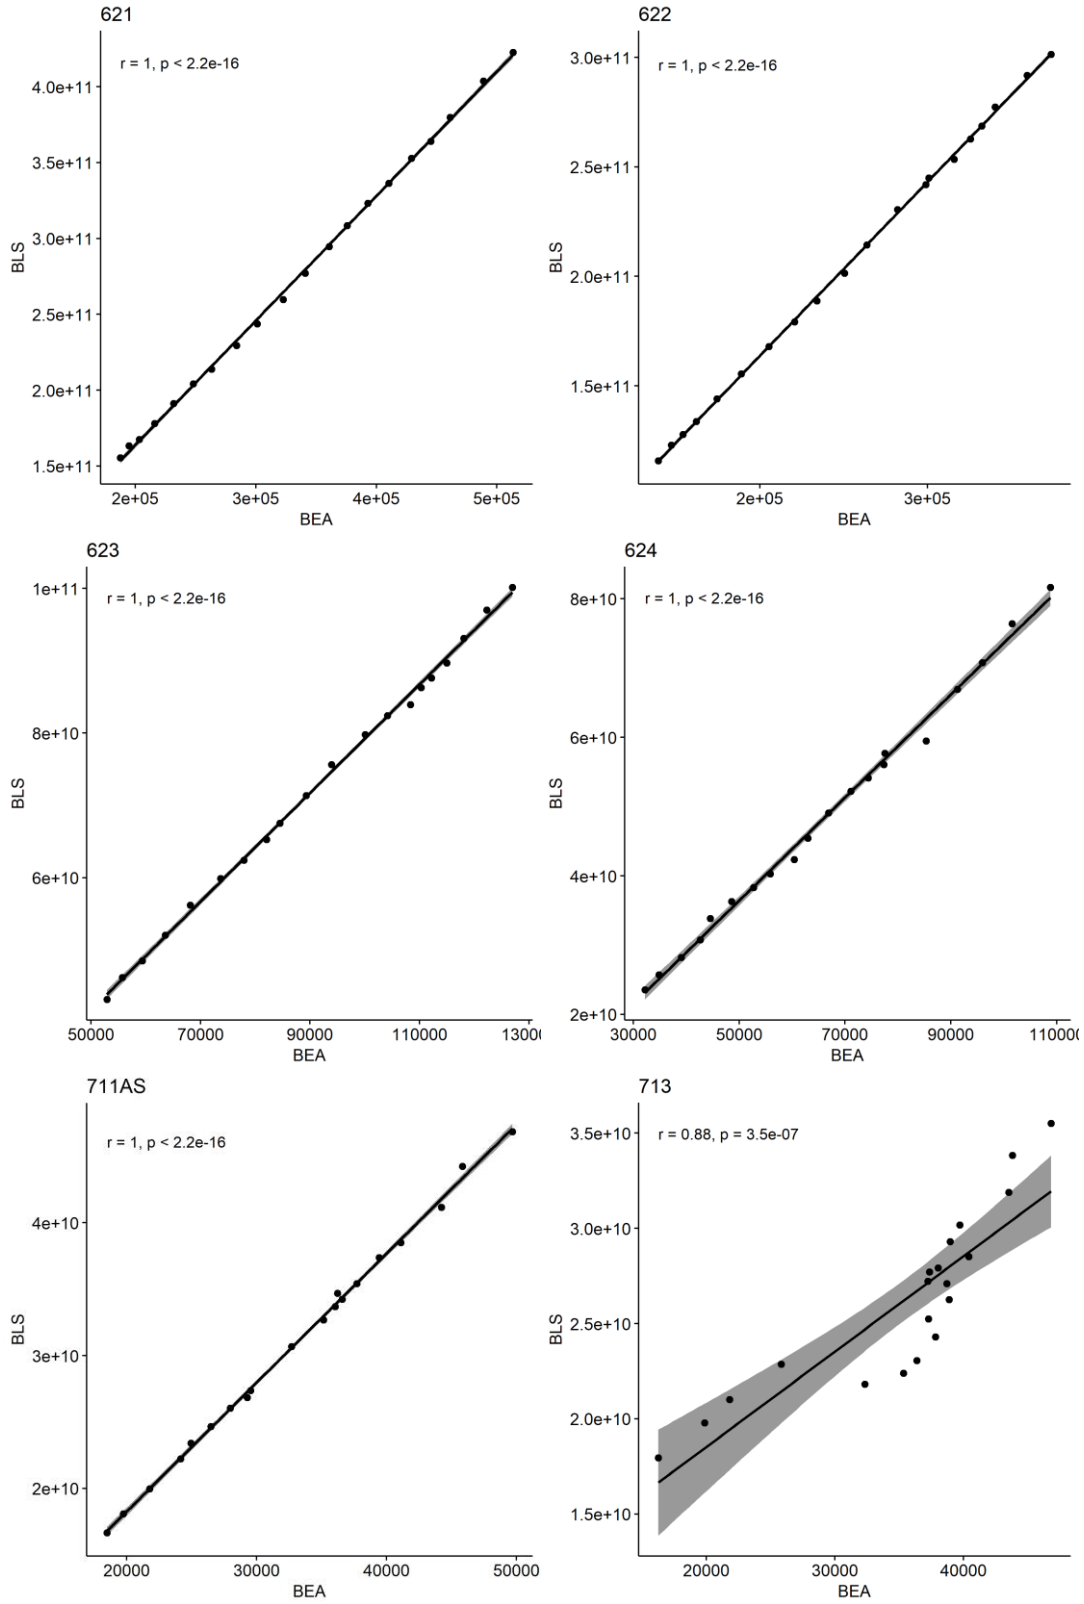 621
r = 1, p < 2.2e-16
4.0e+11
3.5e+11
3.0e+11
2.5e+11
2.0e+11
1.5e+11
BLS
2e+05 3e+05 4e+05 5e+05
BEA
622
r = 1, p < 2.2e-16
3.0e+11
2.5e+11
2.0e+11
1.5e+11
BLS
2e+05 3e+05
BEA
623
r = 1, p < 2.2e-16
1e+11
8e+10
6e+10
BLS
50000 70000 90000 110000 13000
BEA
624
r = 1, p < 2.2e-16
8e+10
6e+10
4e+10
2e+10
BLS
30000 50000 70000 90000 110000
BEA
711AS
r = 1, p < 2.2e-16
4e+10
3e+10
2e+10
BLS
20000 30000 40000 50000
BEA
713
r = 0.88, p = 3.5e-07
3.5e+10
3.0e+10
2.5e+10
2.0e+10
1.5e+10
BLS
20000 30000 40000
BEA